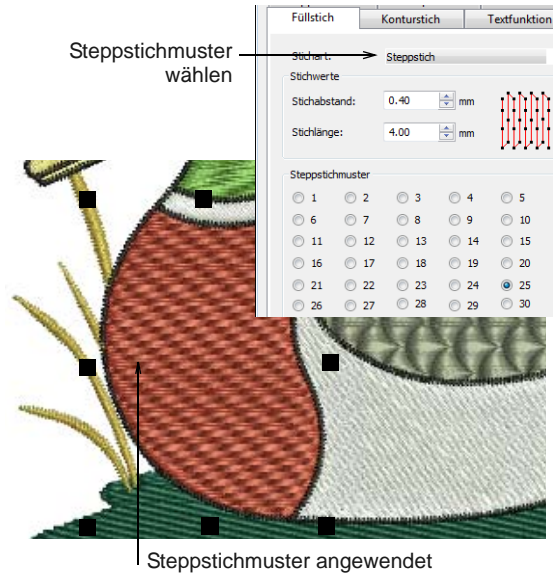 Füllstich Konturstich Textfunktion
Steppstichmuster
wählen
Stichart: Steppstich
Stichwerte
Stichabstand: 0.40 mm
Stichlänge: 4.00 mm
Steppstichmuster
1 2 3 4 5
6 7 8 9 10
11 12 13 14 15
16 17 18 19 20
21 22 23 24 25
26 27 28 29 30
Steppstichmuster angewendet